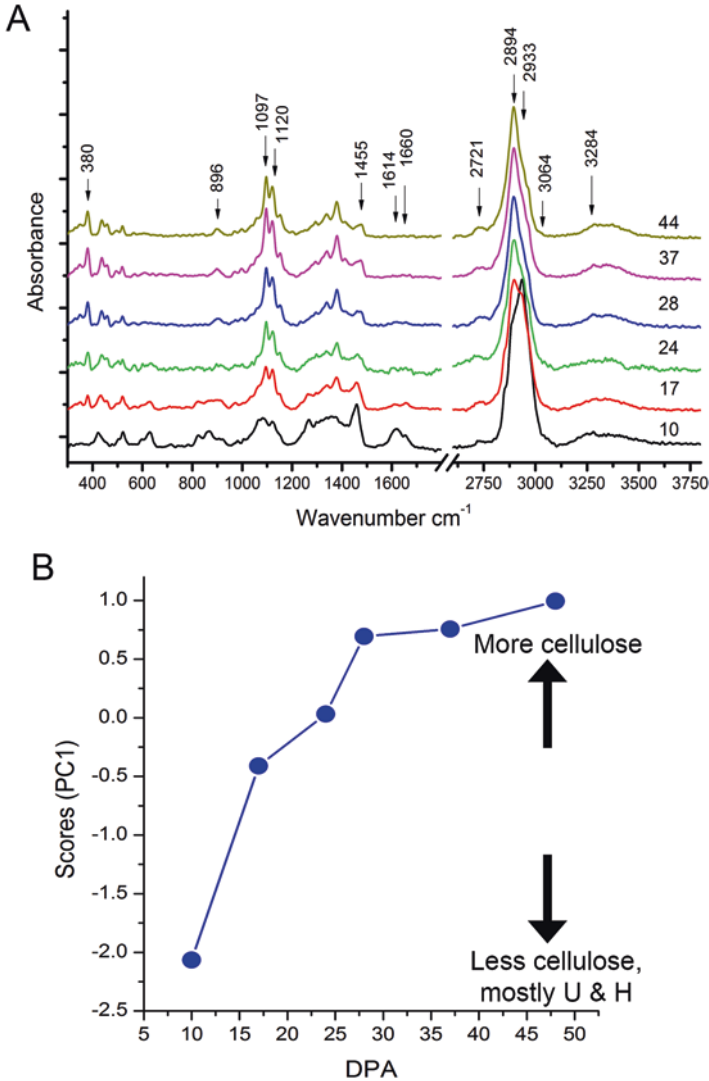 A
380
896
1097
1120
1455
1614
1660
2721
2894
2933
3064
3284
Absorbance
44
37
28
24
17
10
400 600 800 1000 1200 1400 1600 2750 3000 3250 3500 3750
Wavenumber cm-1
B
1.0
0.5
0.0
-0.5
-1.0
-1.5
-2.0
-2.5
Scores (PC1)
More cellulose
Less cellulose,
mostly U & H
5 10 15 20 25 30 35 40 45 50
DPA